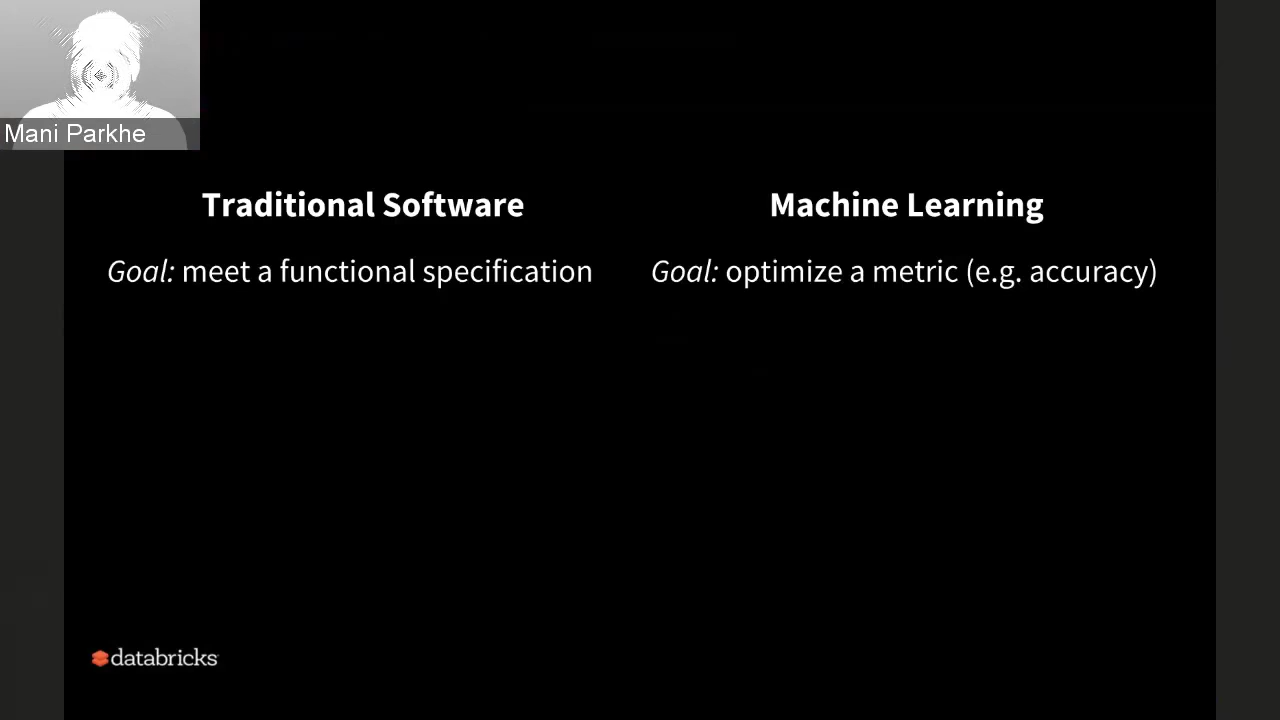 Mani Parkhe
Traditional Software
Machine Learning
Goal: meet a functional specification
Goal: optimize a metric (e.g. accuracy)
databricks